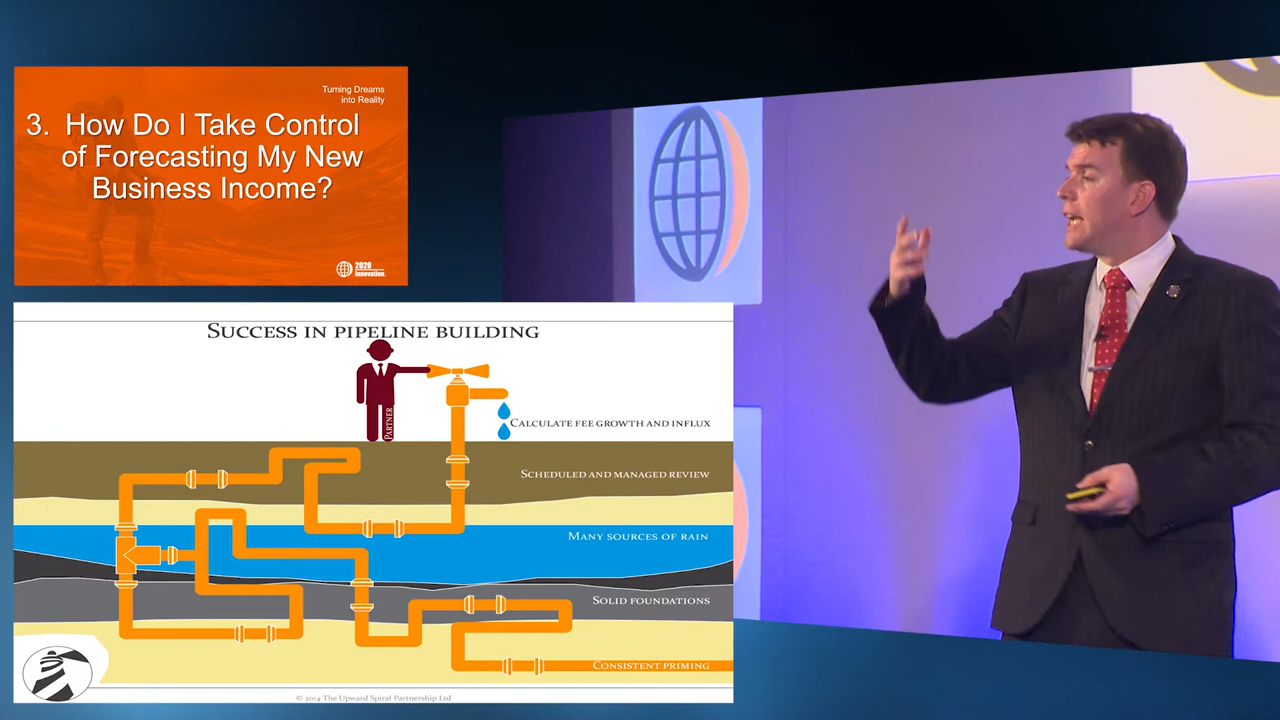 Turning Dreams
into Reality
3. How Do I Take Control
of Forecasting My New
Business Income?
2020
Innovation
Success in pipeline building
Partner
Calculate fee growth and influx
Scheduled and managed review
Many sources of rain
Solid foundations
Consistent priming
© 2014 The Upward Spiral Partnership Ltd